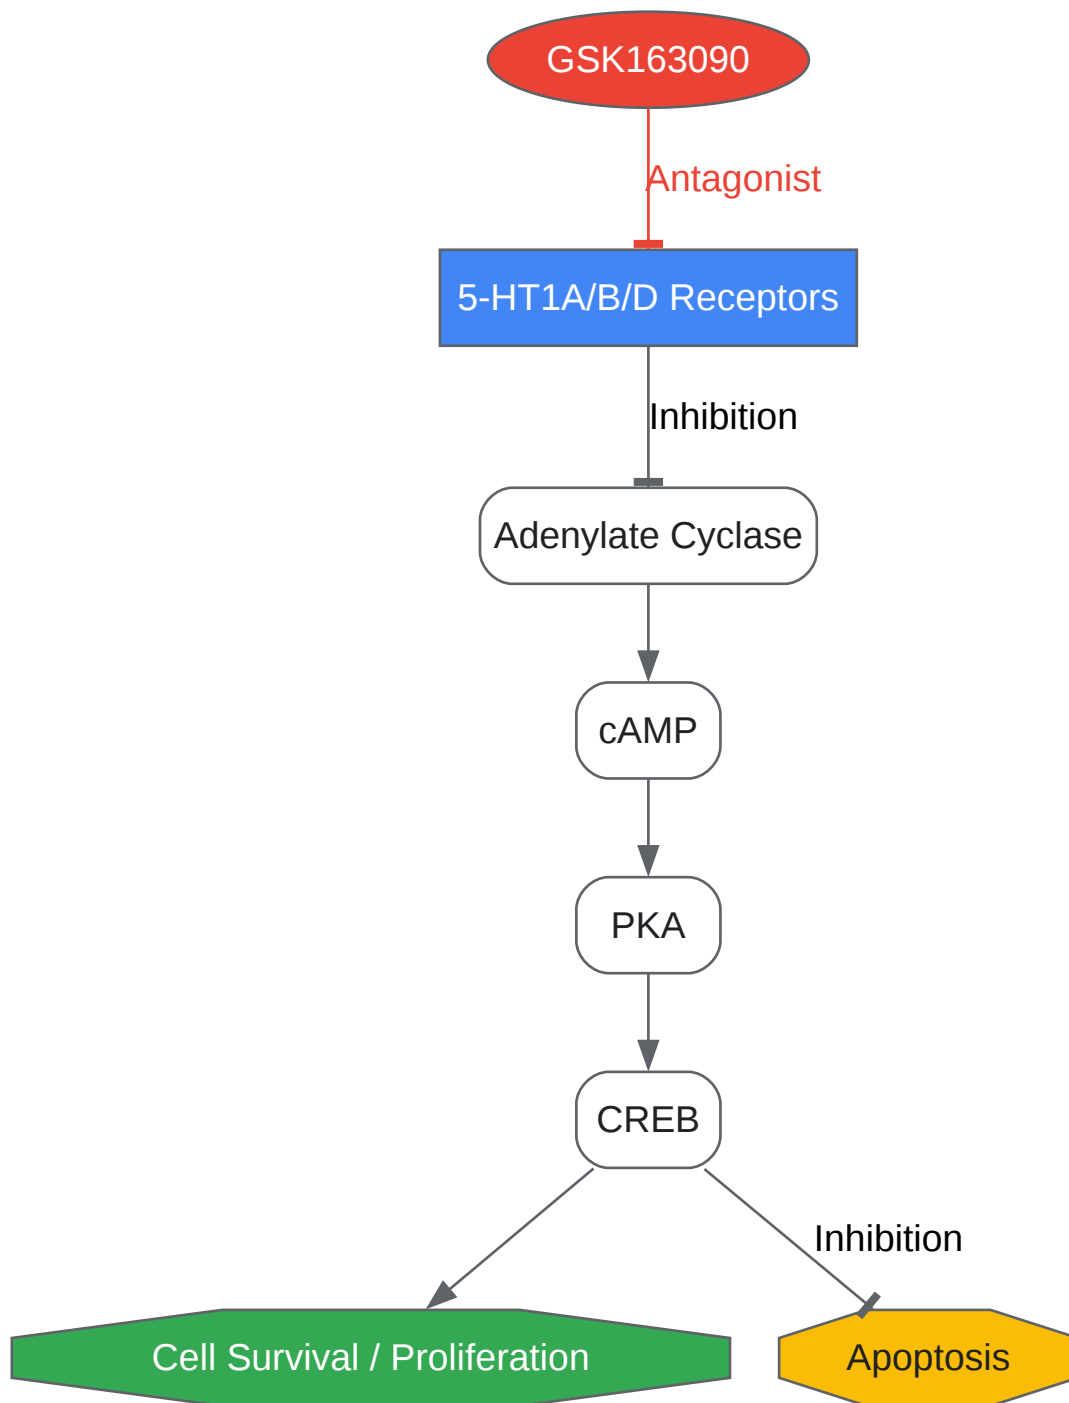 GSK163090
Antagonist
5-HT1A/B/D Receptors
Inhibition
Adenylate Cyclase
cAMP
PKA
CREB
Inhibition
Cell Survival / Proliferation
Apoptosis